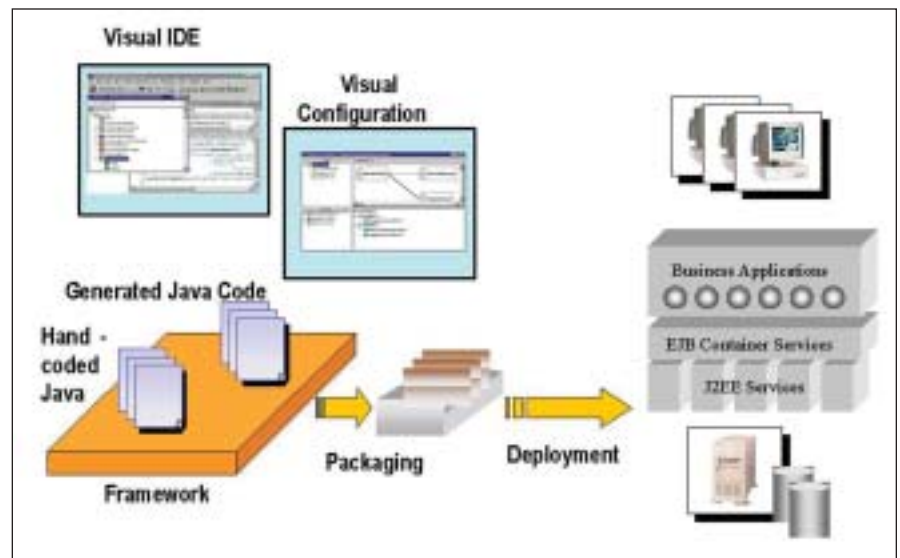 Visual IDE
Visual
Configuration
Generated Java Code
Hand -
coded
Java
Framework
Packaging
Deployment
Business Applications
EJB Container Services
J2EE Services